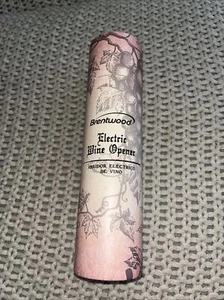 Brentwood
Electric
Wine Opener
ABRIDOR ELÉCTRICO
DE VINO